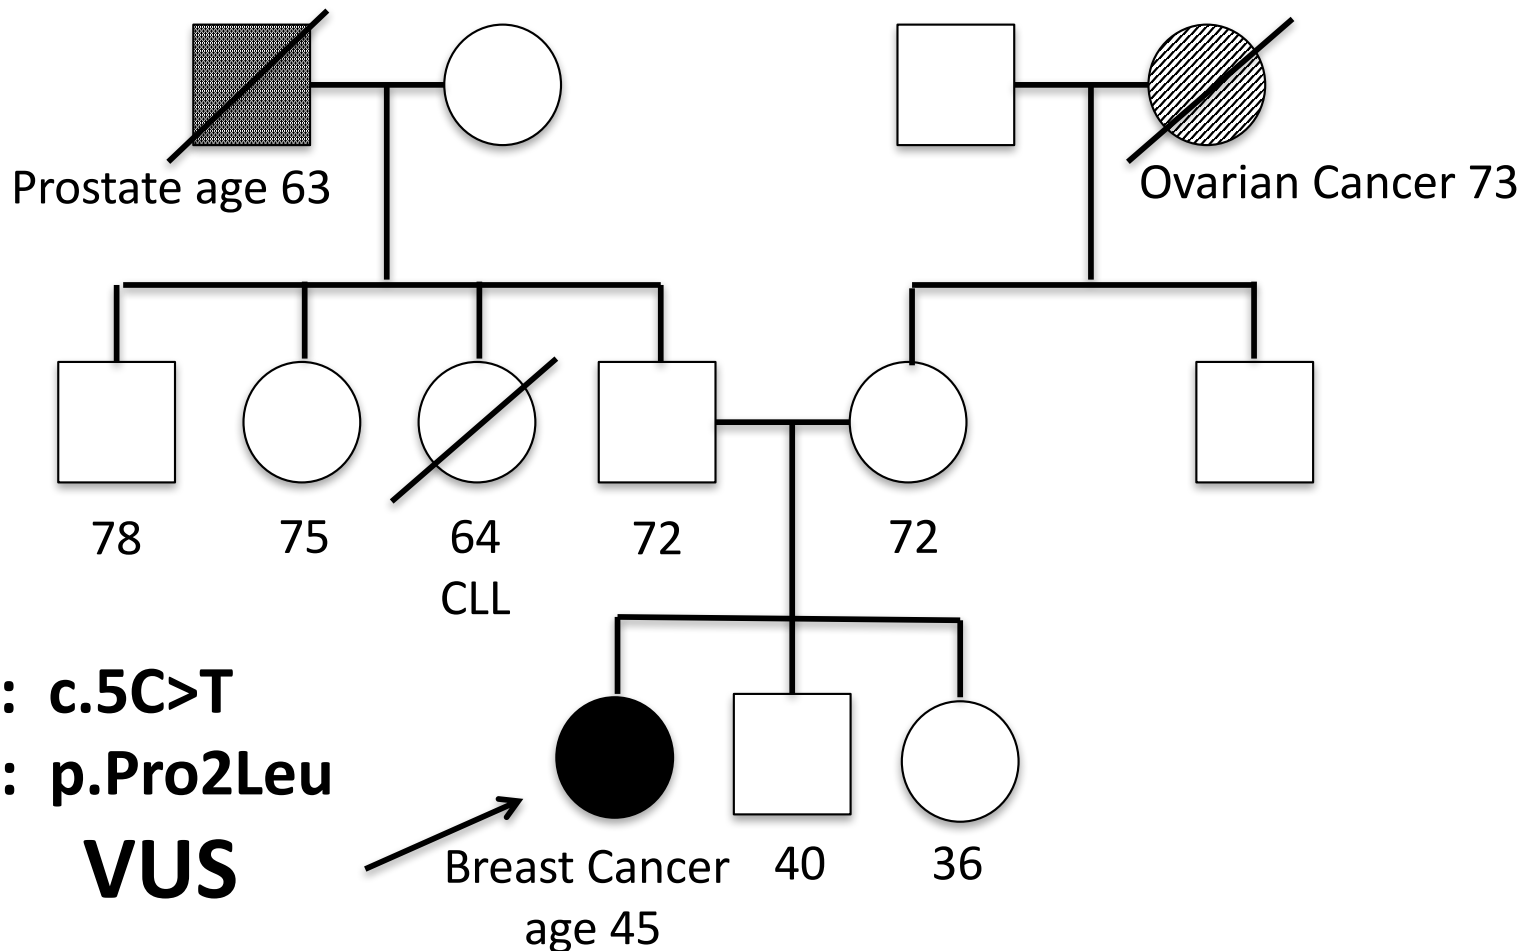 Prostate age 63
Ovarian Cancer 73
78
75
64
CLL
72
72
: c.5C>T
: p.Pro2Leu
VUS
Breast Cancer
age 45
40
36